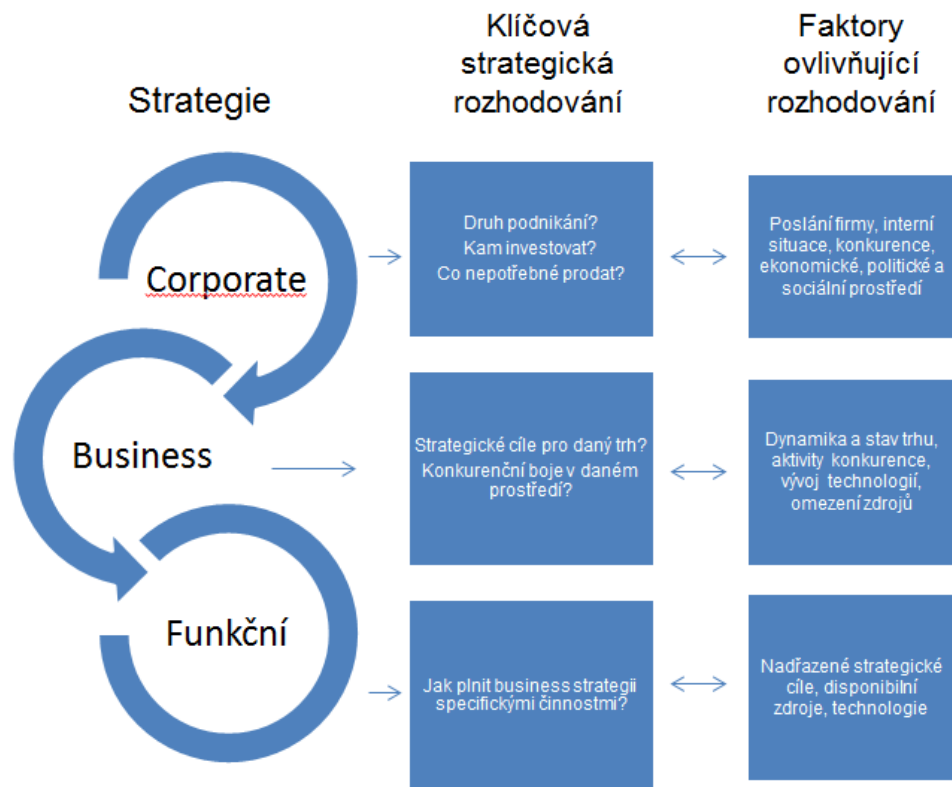 Strategie
Klíčová
strategická
rozhodování
Faktory
ovlivňující
rozhodování
Corporate
Druh podnikání?
Kam investovat?
Co nepotřebné prodat?
Poslání firmy, interní
situace, konkurence,
ekonomické, politické a
sociální prostředí
Business
Strategické cíle pro daný trh?
Konkurenční boje v daném
prostředí?
Dynamika a stav trhu,
aktivity konkurence,
vývoj technologií,
omezení zdrojů
Funkční
Jak plnit business strategii
specifickými činnostmi?
Nadřazené strategické
cíle, disponibilní
zdroje, technologie